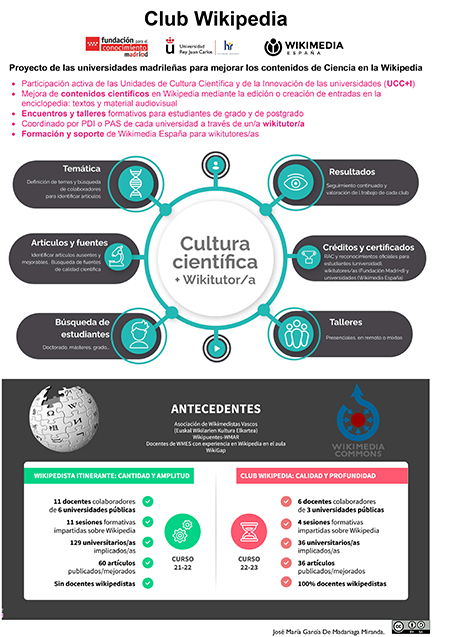 Club Wikipedia
fundación para el
conocimiento
madrid
Universidad
Rey Juan Carlos
hr
WIKIMEDIA
ESPAÑA
Proyecto de las universidades madrileñas para mejorar los contenidos de Ciencia en la Wikipedia
• Participación activa de las Unidades de Cultura Científica y de la Innovación de las universidades (UCC+I)
• Mejora de contenidos científicos en Wikipedia mediante la edición o creación de entradas en la
enciclopedia: textos y material audiovisual
• Encuentros y talleres formativos para estudiantes de grado y de postgrado
• Coordinado por PDI o PAS de cada universidad a través de un/a wikitutor/a
• Formación y soporte de Wikimedia España para wikitutores/as
Temática
Definición de temas y búsqueda
de colaboradores
para identificar artículos
Artículos y fuentes
Identificar artículos ausentes y
mejorables. Búsqueda de fuentes
de calidad científica
Búsqueda de
estudiantes
Doctorado, másteres, grado...
Cultura
científica
+ Wikitutor/a
Resultados
Seguimiento continuado y
valoración de l trabajo de cada club
Créditos y certificados
RAC y reconocimientos oficiales para
estudiantes (universidad),
wikitutores/as (Fundación Madri+d) y
universidades (Wikimedia España)
Talleres
Presenciales, en remoto o mixtos
ANTECEDENTES
Asociación de Wikimedistas Vascos
(Euskal Wikilarien Kultura Elkartea)
Wikipuentes-WMAR
Docentes de WMES con experiencia en Wikipedia en el aula
WikiGap
WIKIMEDIA
COMMONS
WIKIPEDISTA ITINERANTE: CANTIDAD Y AMPLITUD
11 docentes colaboradores
de 6 universidades públicas
11 sesiones formativas
impartidas sobre Wikipedia
129 universitarios/as
implicados/as
60 artículos
publicados/mejorados
Sin docentes wikipedistas
CURSO
21-22
CLUB WIKIPEDIA: CALIDAD Y PROFUNDIDAD
CURSO
22-23
6 docentes colaboradores
de 3 universidades públicas
4 sesiones formativas
impartidas sobre Wikipedia
36 universitarios/as
implicados/as
36 artículos
publicados/mejorados
100% docentes wikipedistas
José María García De Madariaga Miranda.